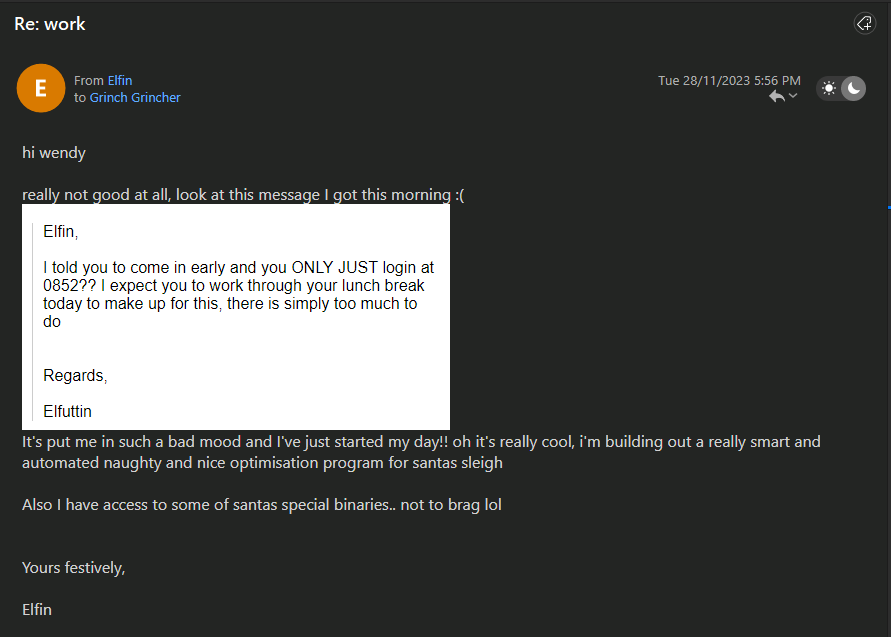 Re: work
E
From Elfin
to Grinch Grincher
Tue 28/11/2023 5:56 PM
hi wendy
really not good at all, look at this message I got this morning :(
Elfin,
I told you to come in early and you ONLY JUST login at
0852?? I expect you to work through your lunch break
today to make up for this, there is simply too much to
do
Regards,
Elfuttin
It's put me in such a bad mood and I've just started my day!! oh it's really cool, i'm building out a really smart and
automated naughty and nice optimisation program for santas sleigh
Also I have access to some of santas special binaries.. not to brag lol
Yours festively,
Elfin